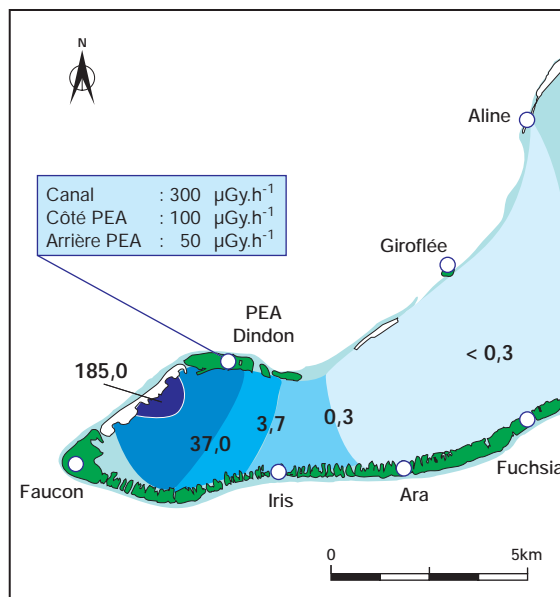 N
Aline
Canal : 300 µGy.h-1
Côté PEA : 100 µGy.h-1
Arrière PEA : 50 µGy.h-1
Giroflée
PEA
Dindon
185,0
< 0,3
3,7
0,3
37,0
Faucon
Iris
Ara
Fuchsia
0
5km